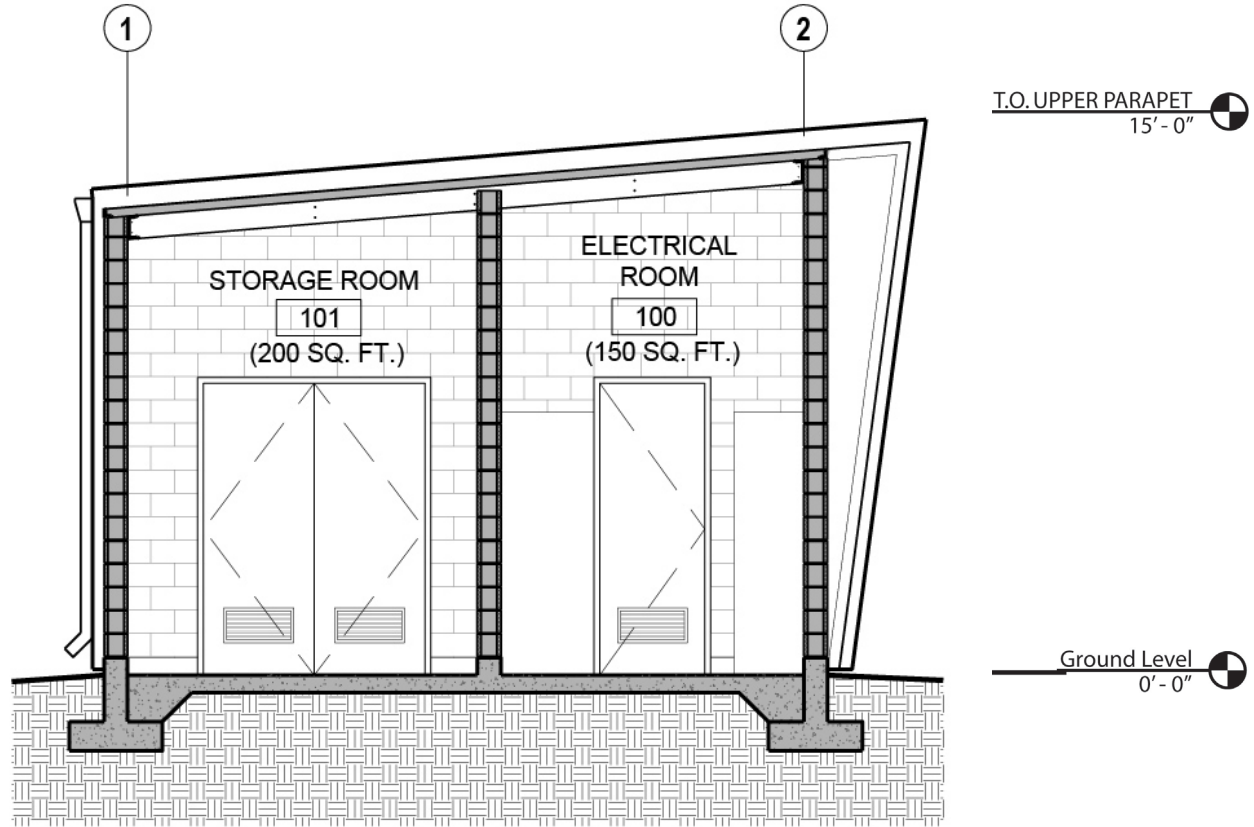 1
2
T.O. UPPER PARAPET
15’- 0”
ELECTRICAL
ROOM
100
(150 SQ. FT.)
STORAGE ROOM
101
(200 SQ. FT.)
Ground Level
0’- 0”